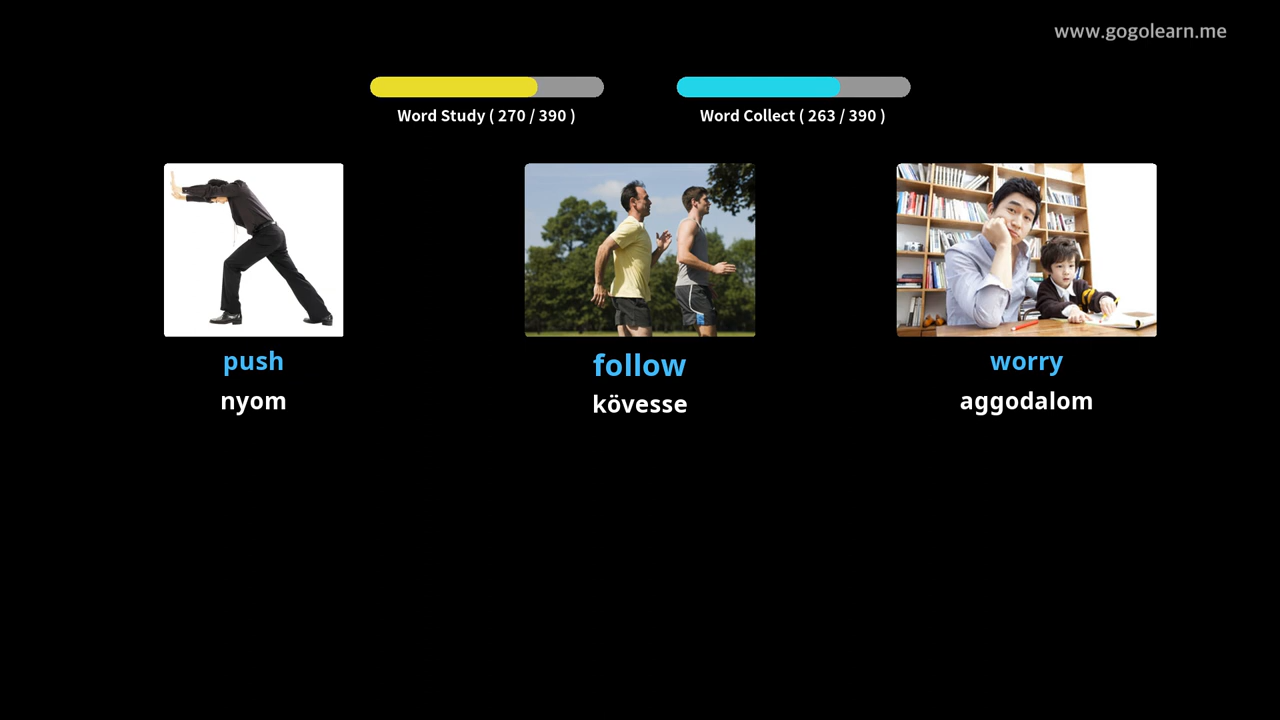 www.gogolearn.me
Word Study ( 270 / 390 )
Word Collect ( 263 / 390 )
push
follow
worry
nyom
kövesse
aggodalom